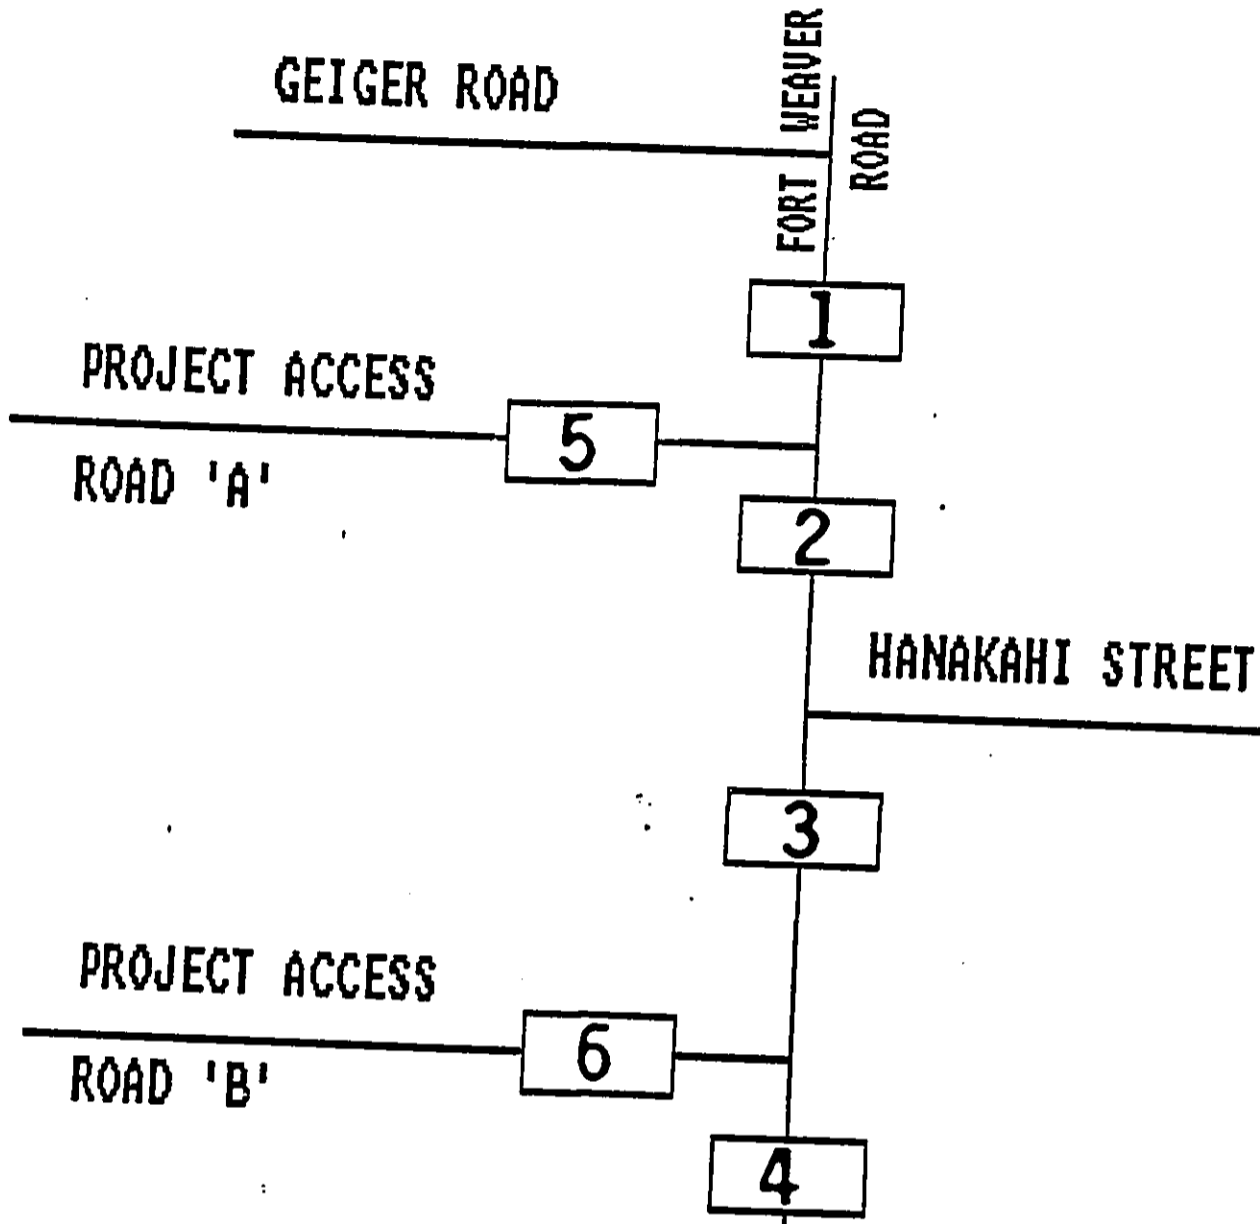 GEIGER ROAD
FORT WEAVER
ROAD
1
PROJECT ACCESS
5
ROAD 'A'
2
HANAKAHI STREET
3
PROJECT ACCESS
6
ROAD 'B'
4